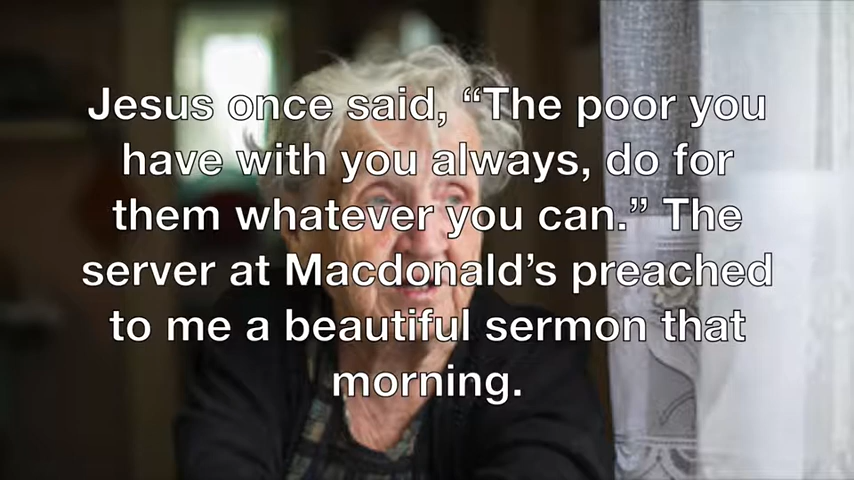 Jesus once said, “The poor you
have with you always, do for
them whatever you can.” The
server at Macdonald’s preached
to me a beautiful sermon that
morning.